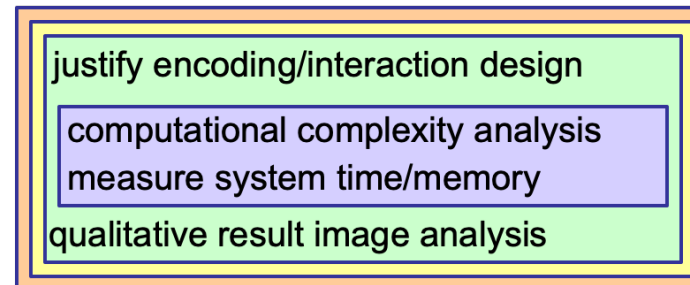 justify encoding/interaction design
computational complexity analysis
measure system time/memory
qualitative result image analysis